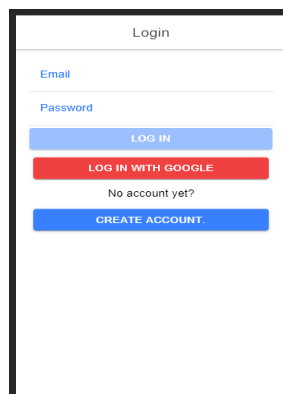 Login
Email
Password
LOG IN
LOG IN WITH GOOGLE
No account yet?
CREATE ACCOUNT.